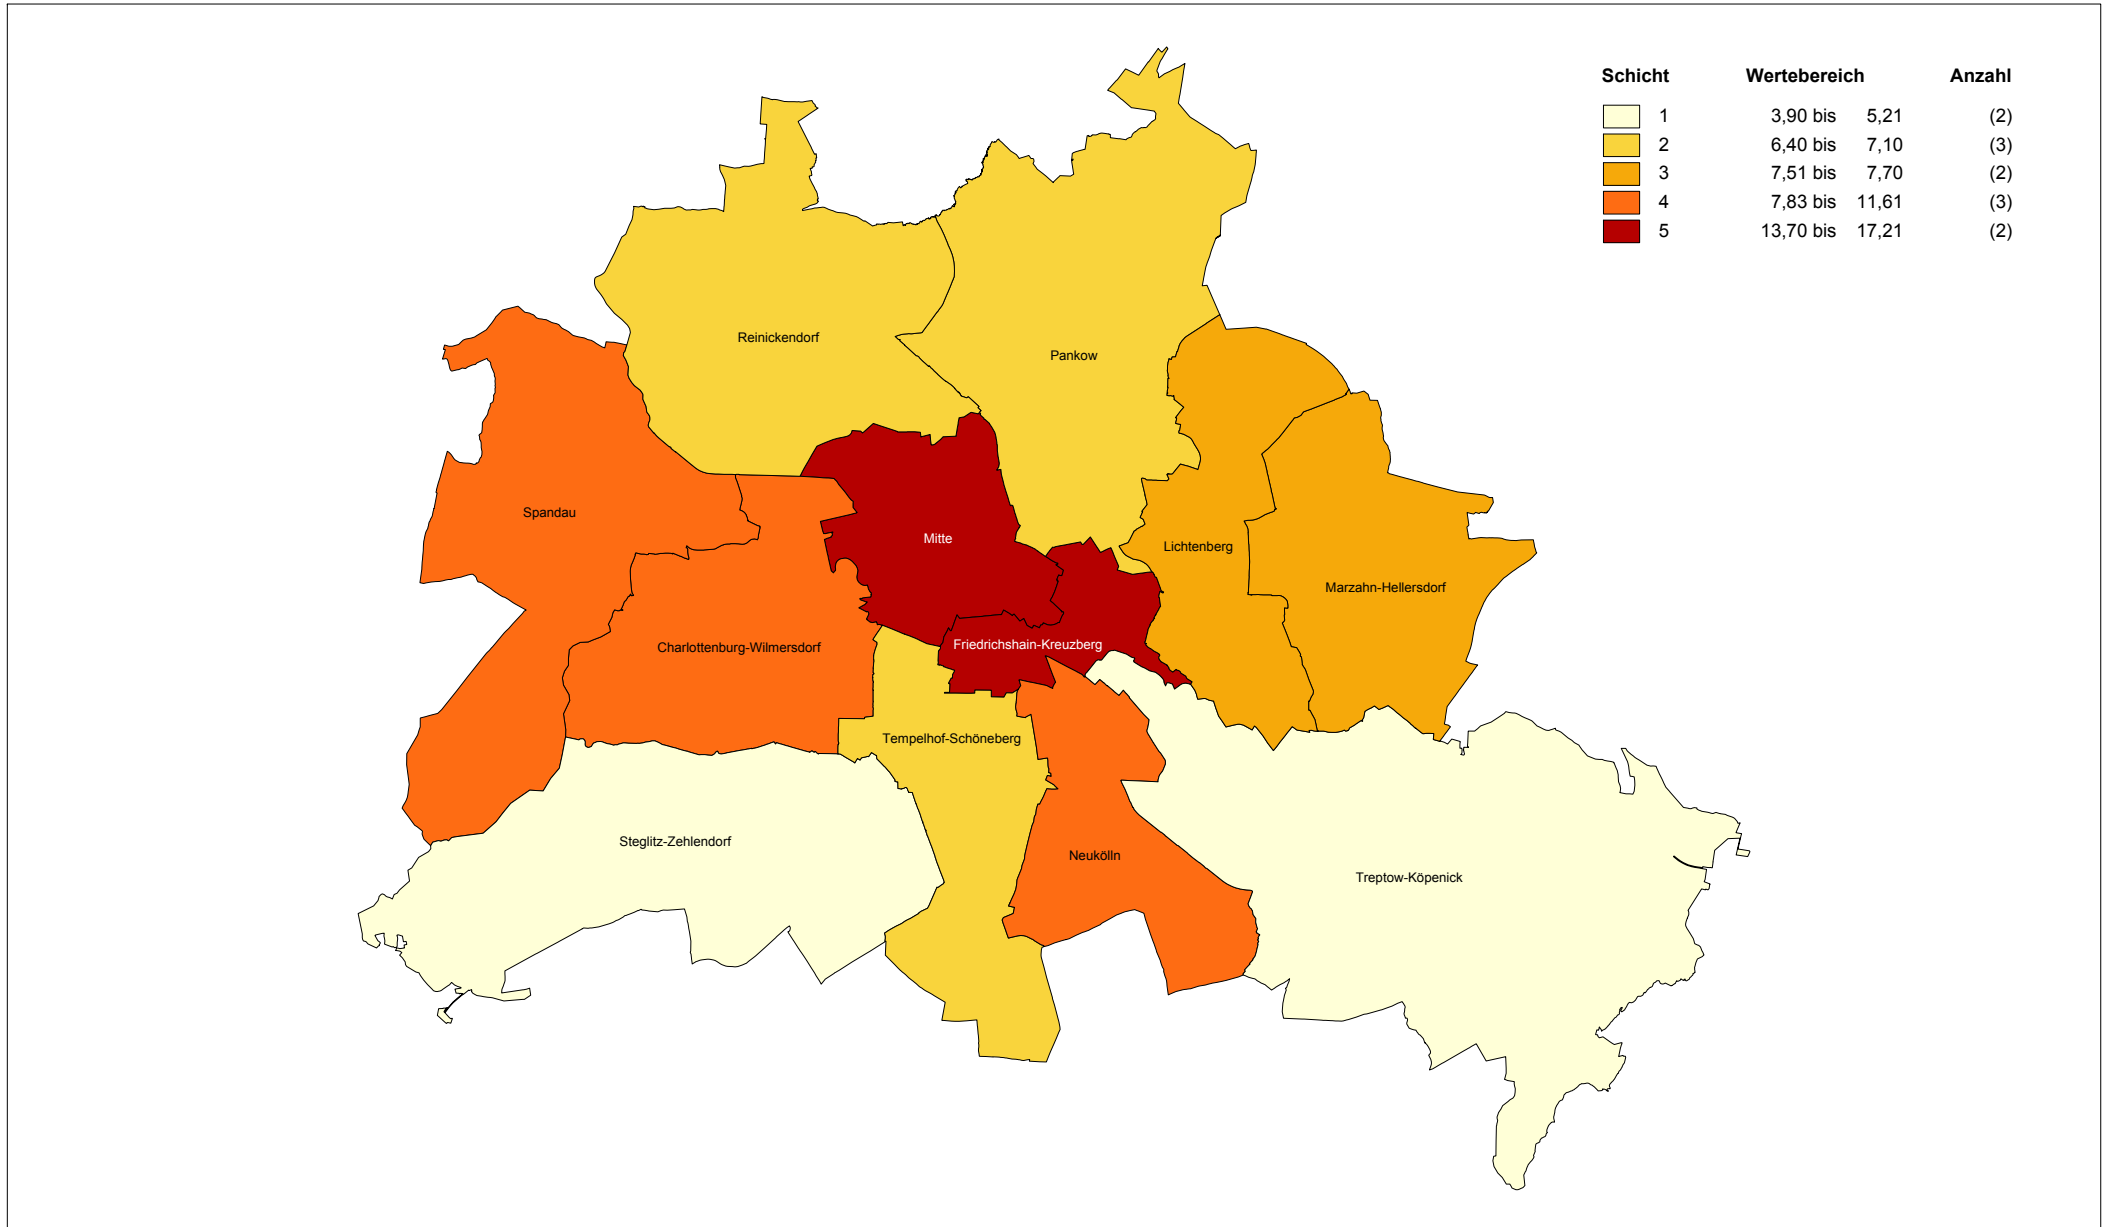 Schicht Wertebereich Anzahl
1 3,90 bis 5,21 (2)
2 6,40 bis 7,10 (3)
3 7,51 bis 7,70 (2)
4 7,83 bis 11,61 (3)
5 13,70 bis 17,21 (2)
Reinickendorf
Pankow
Spandau
Mitte
Lichtenberg
Marzahn-Hellersdorf
Charlottenburg-Wilmersdorf
Friedrichshain-Kreuzberg
Tempelhof-Schöneberg
Steglitz-Zehlendorf
Neukölln
Treptow-Köpenick